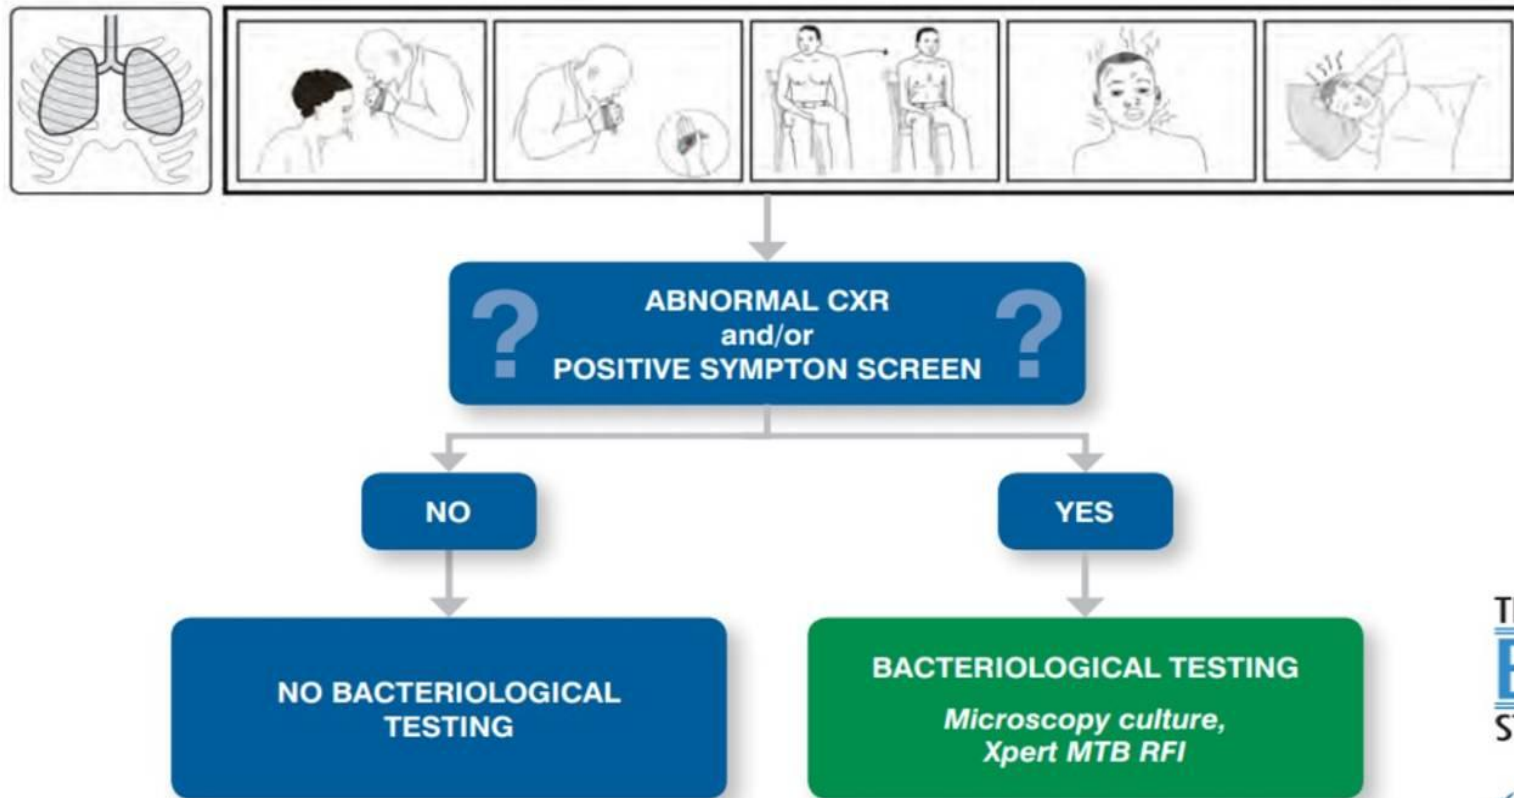 ABNORMAL CXR
and/or
POSITIVE SYMPTON SCREEN
?
?
NO
YES
NO BACTERIOLOGICAL
TESTING
BACTERIOLOGICAL TESTING
Microscopy culture,
Xpert MTB RFI